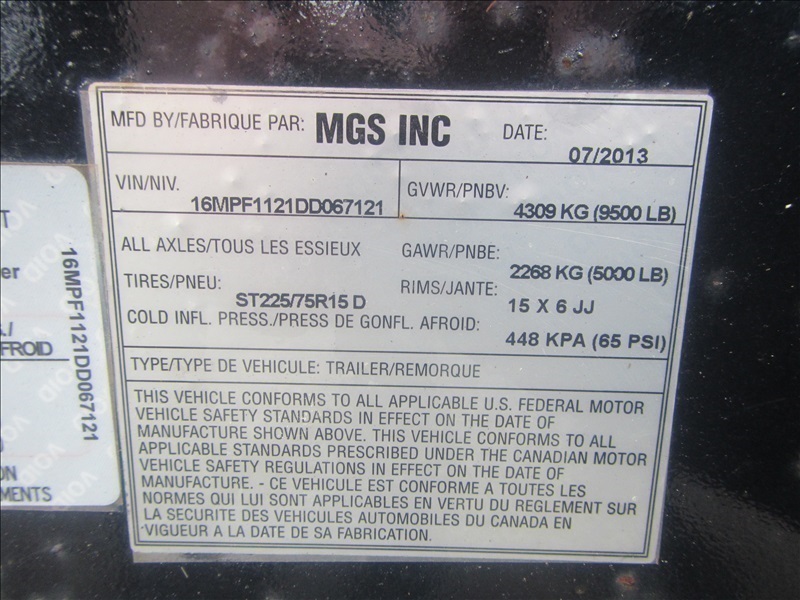 MFD BY/FABRIQUE PAR: MGS INC DATE: 07/2013
VIN/NIV. 16MPF1121DD067121 GVWR/PNBV: 4309 KG (9500 LB)
ALL AXLES/TOUS LES ESSIEUX GAWR/PNBE: 2268 KG (5000 LB)
TIRES/PNEU: ST225/75R15 D RIMS/JANTE: 15 X 6 JJ
COLD INFL. PRESS./PRESS DE GONFL. AFROID: 448 KPA (65 PSI)
TYPE/TYPE DE VEHICULE: TRAILER/REMORQUE
THIS VEHICLE CONFORMS TO ALL APPLICABLE U.S. FEDERAL MOTOR
VEHICLE SAFETY STANDARDS IN EFFECT ON THE DATE OF
MANUFACTURE SHOWN ABOVE. THIS VEHICLE CONFORMS TO ALL
APPLICABLE STANDARDS PRESCRIBED UNDER THE CANADIAN MOTOR
VEHICLE SAFETY REGULATIONS IN EFFECT ON THE DATE OF
MANUFACTURE. - CE VEHICULE EST CONFORME A TOUTES LES
NORMES QUI LUI SONT APPLICABLES EN VERTU DU REGLEMENT SUR
LA SECURITE DES VEHICULES AUTOMOBILES DU CANADA EN
VIGUEUR A LA DATE DE SA FABRICATION.
16MPF1121DD067121
FROID
VOID